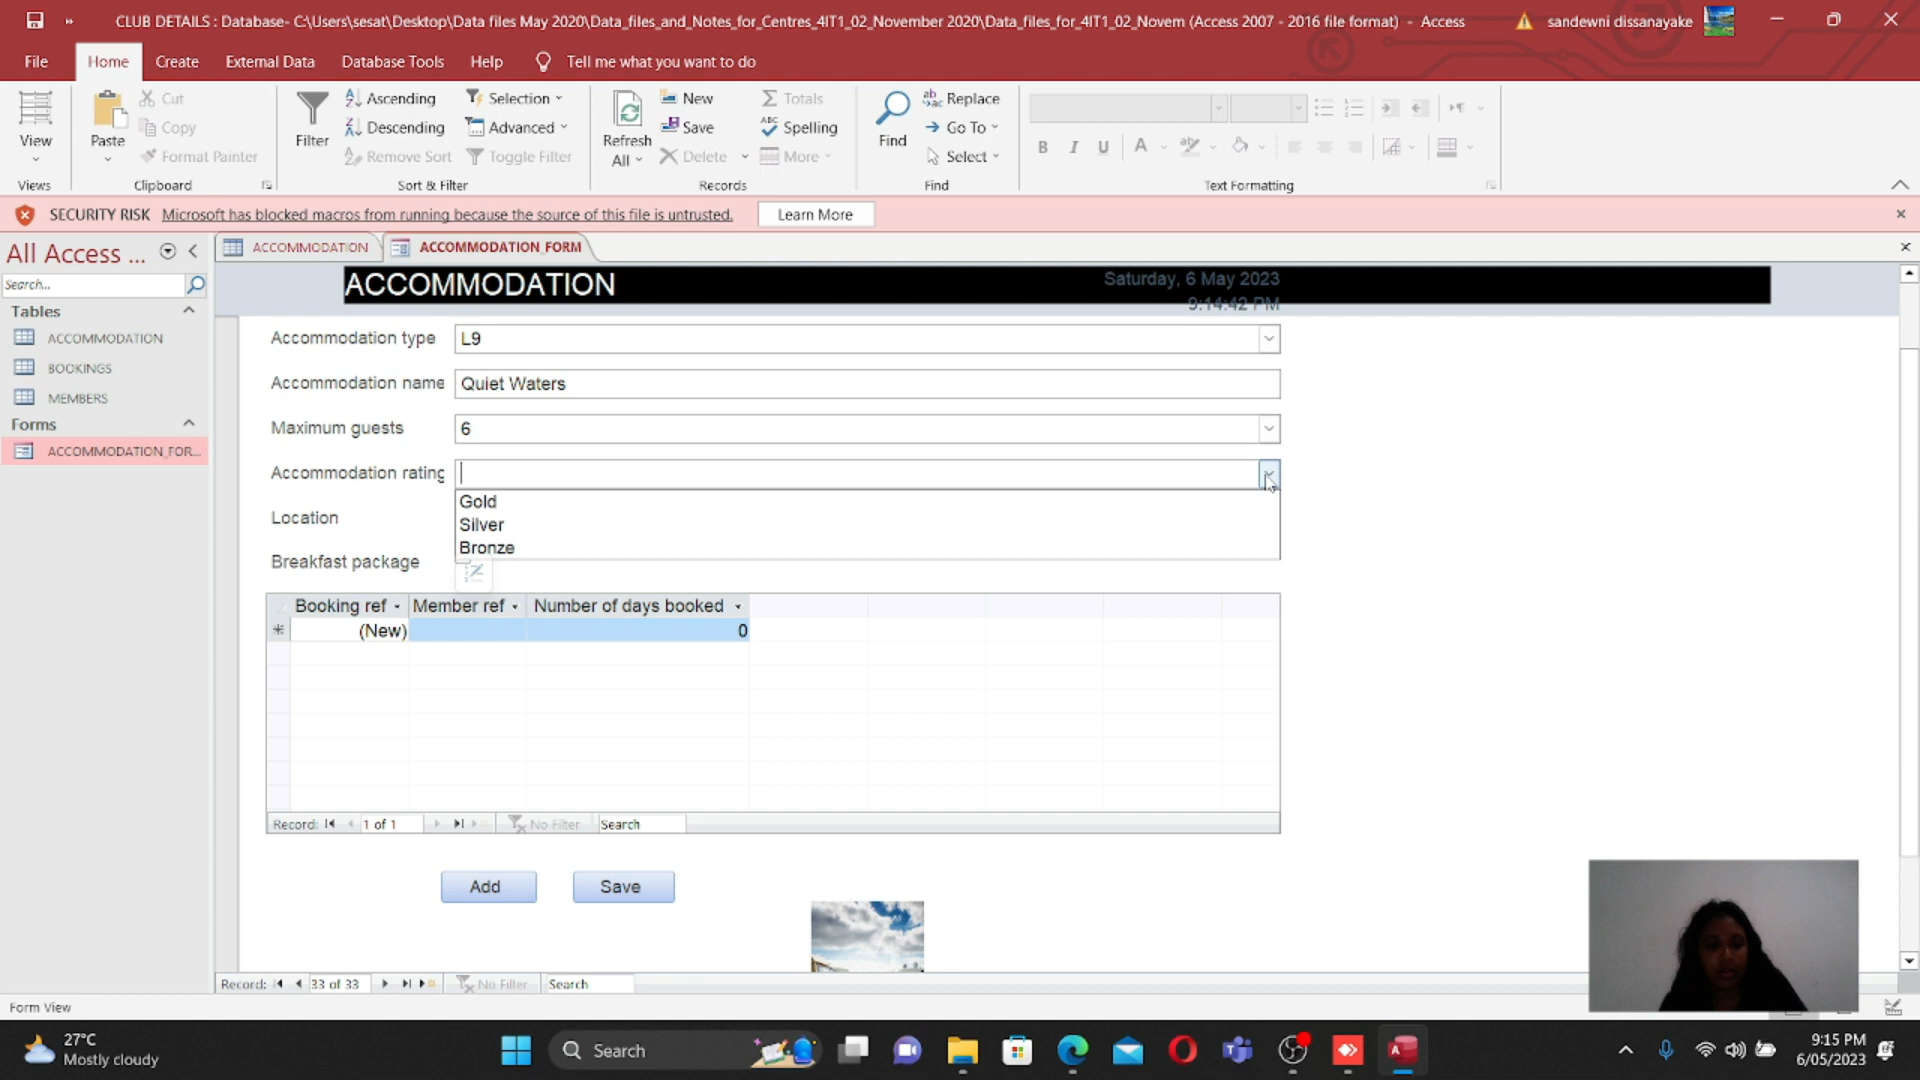 CLUB DETAILS : Database- C:\Users\sesat\Desktop\Data files May 2020\Data_files_and_Notes_for_Centres_4IT1_02_November 2020\Data_files_for_4IT1_02_Novem (Access 2007 - 2016 file format) - Access
sandewni dissanayake
File Home Create External Data Database Tools Help Tell me what you want to do
View
Views
Paste
Cut
Copy
Format Painter
Clipboard
Filter
Ascending
Descending
Remove Sort
Selection
Advanced
Toggle Filter
Sort & Filter
Refresh
All
New
Save
Delete
Totals
Spelling
More
Records
Find
Replace
Go To
Select
Find
B I U A
Text Formatting
SECURITY RISK Microsoft has blocked macros from running because the source of this file is untrusted. Learn More
All Access ...
Search...
Tables
ACCOMMODATION
BOOKINGS
MEMBERS
Forms
ACCOMMODATION_FOR...
ACCOMMODATION ACCOMMODATION_FORM
ACCOMMODATION
Saturday, 6 May 2023
9:14:42 PM
Accommodation type L9
Accommodation name Quiet Waters
Maximum guests 6
Accommodation rating
Gold
Silver
Bronze
Location
Breakfast package
Booking ref Member ref Number of days booked
(New) 0
Record: 1 of 1 No Filter Search
Add Save
Record: 33 of 33 No Filter Search
Form View
27°C
Mostly cloudy
Search
9:15 PM
6/05/2023